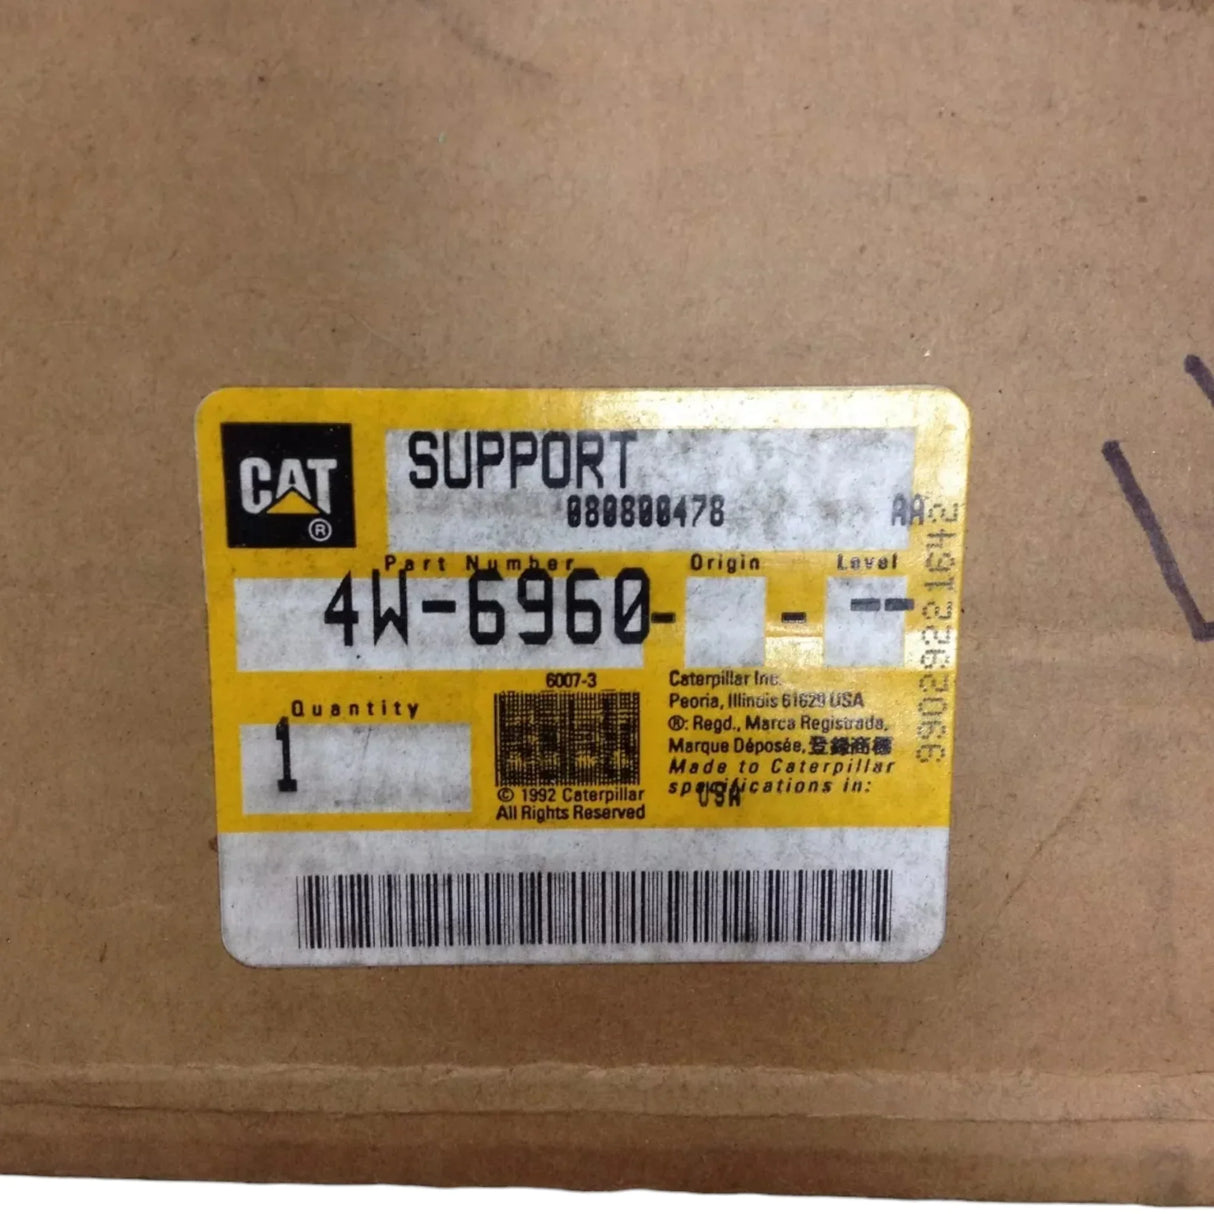 CAT
®
SUPPORT
080800478 AA
Part Number Origin Level
4W-6960- - --
Quantity
1
6007-3
© 1992 Caterpillar
All Rights Reserved
Caterpillar Inc.
Peoria, Illinois 61629 USA
®: Regd., Marca Registrada,
Marque Déposée, 登録商標
Made to Caterpillar
specifications in:
USA